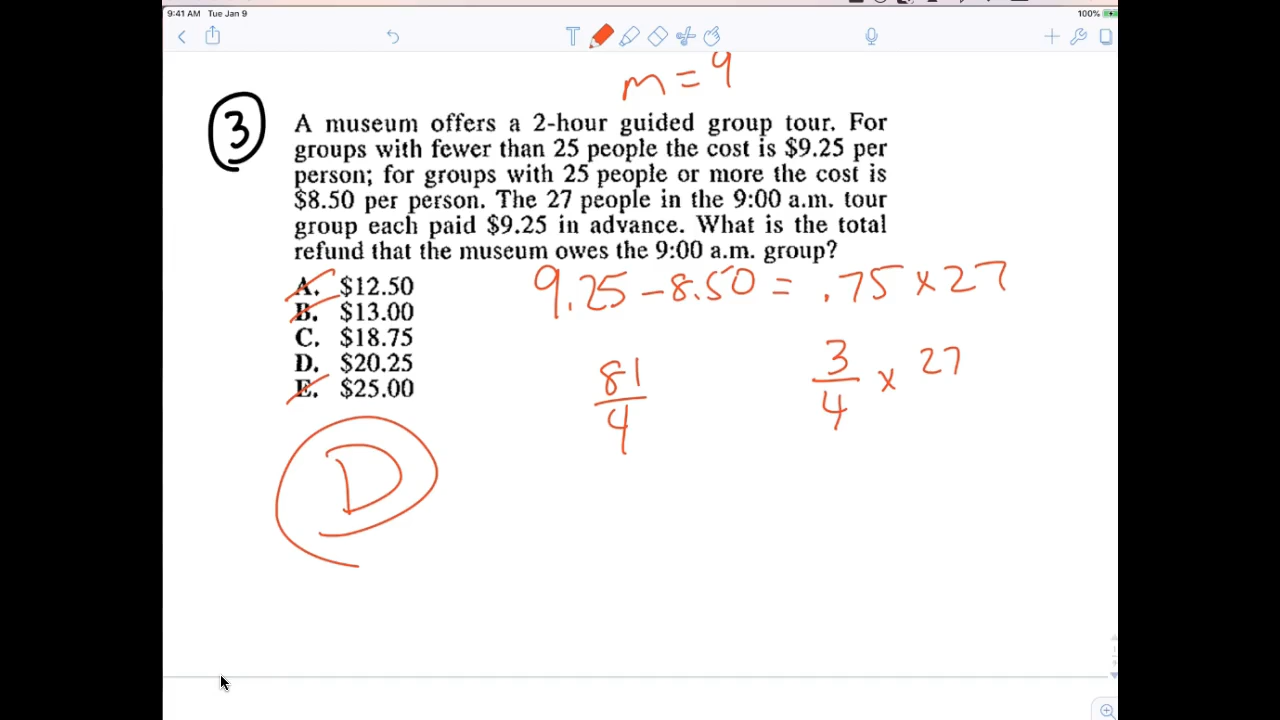 9:41 AM Tue Jan 9
100%
T
m = 9
3
A museum offers a 2-hour guided group tour. For
groups with fewer than 25 people the cost is $9.25 per
person; for groups with 25 people or more the cost is
$8.50 per person. The 27 people in the 9:00 a.m. tour
group each paid $9.25 in advance. What is the total
refund that the museum owes the 9:00 a.m. group?
A. $12.50
B. $13.00
C. $18.75
D. $20.25
E. $25.00
9.25 - 8.50 = .75 x 27
3/4 x 27
81/4
D